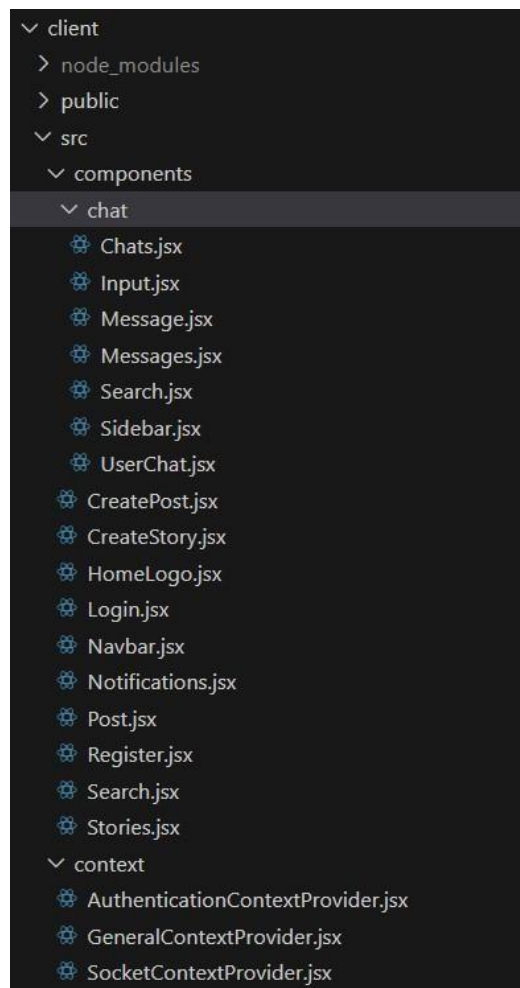 client
node_modules
public
src
components
chat
Chats.jsx
Input.jsx
Message.jsx
Messages.jsx
Search.jsx
Sidebar.jsx
UserChat.jsx
CreatePost.jsx
CreateStory.jsx
HomeLogo.jsx
Login.jsx
Navbar.jsx
Notifications.jsx
Post.jsx
Register.jsx
Search.jsx
Stories.jsx
context
AuthenticationContextProvider.jsx
GeneralContextProvider.jsx
SocketContextProvider.jsx